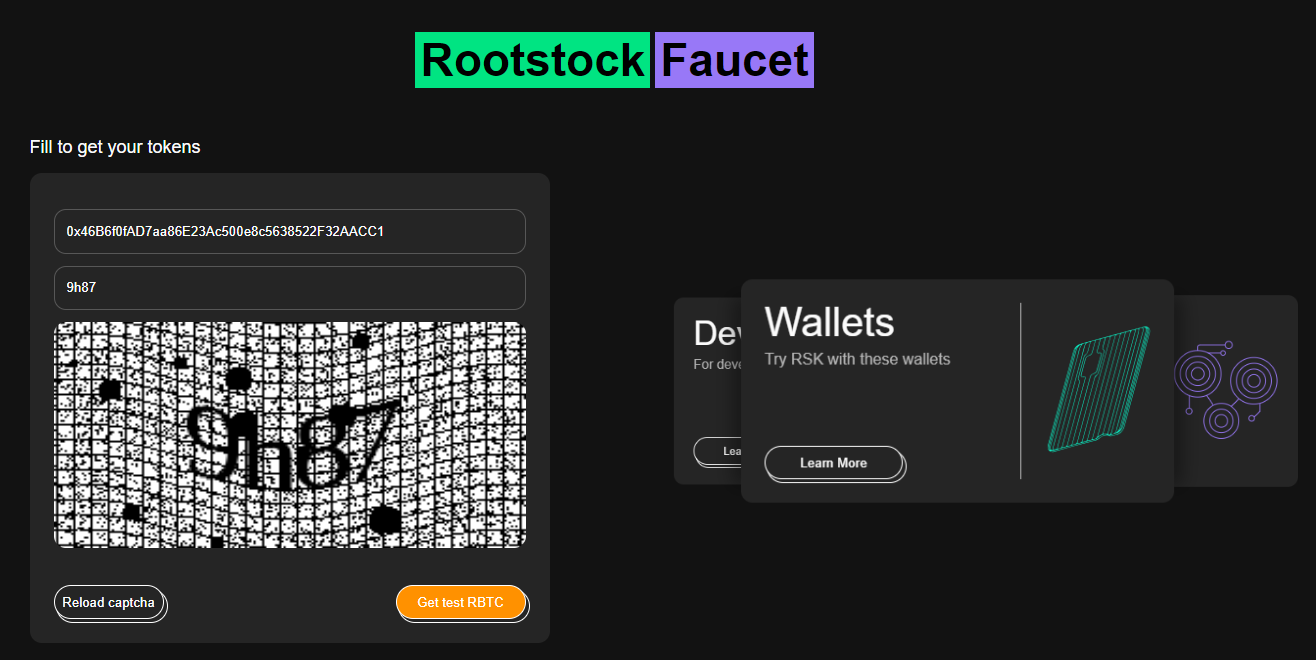 Rootstock Faucet
Fill to get your tokens
0x46B6f0fAD7aa86E23Ac500e8c5638522F32AACC1
9h87
9h87
Reload captcha
Get test RBTC
Dev
For deve
Lea
Wallets
Try RSK with these wallets
Learn More